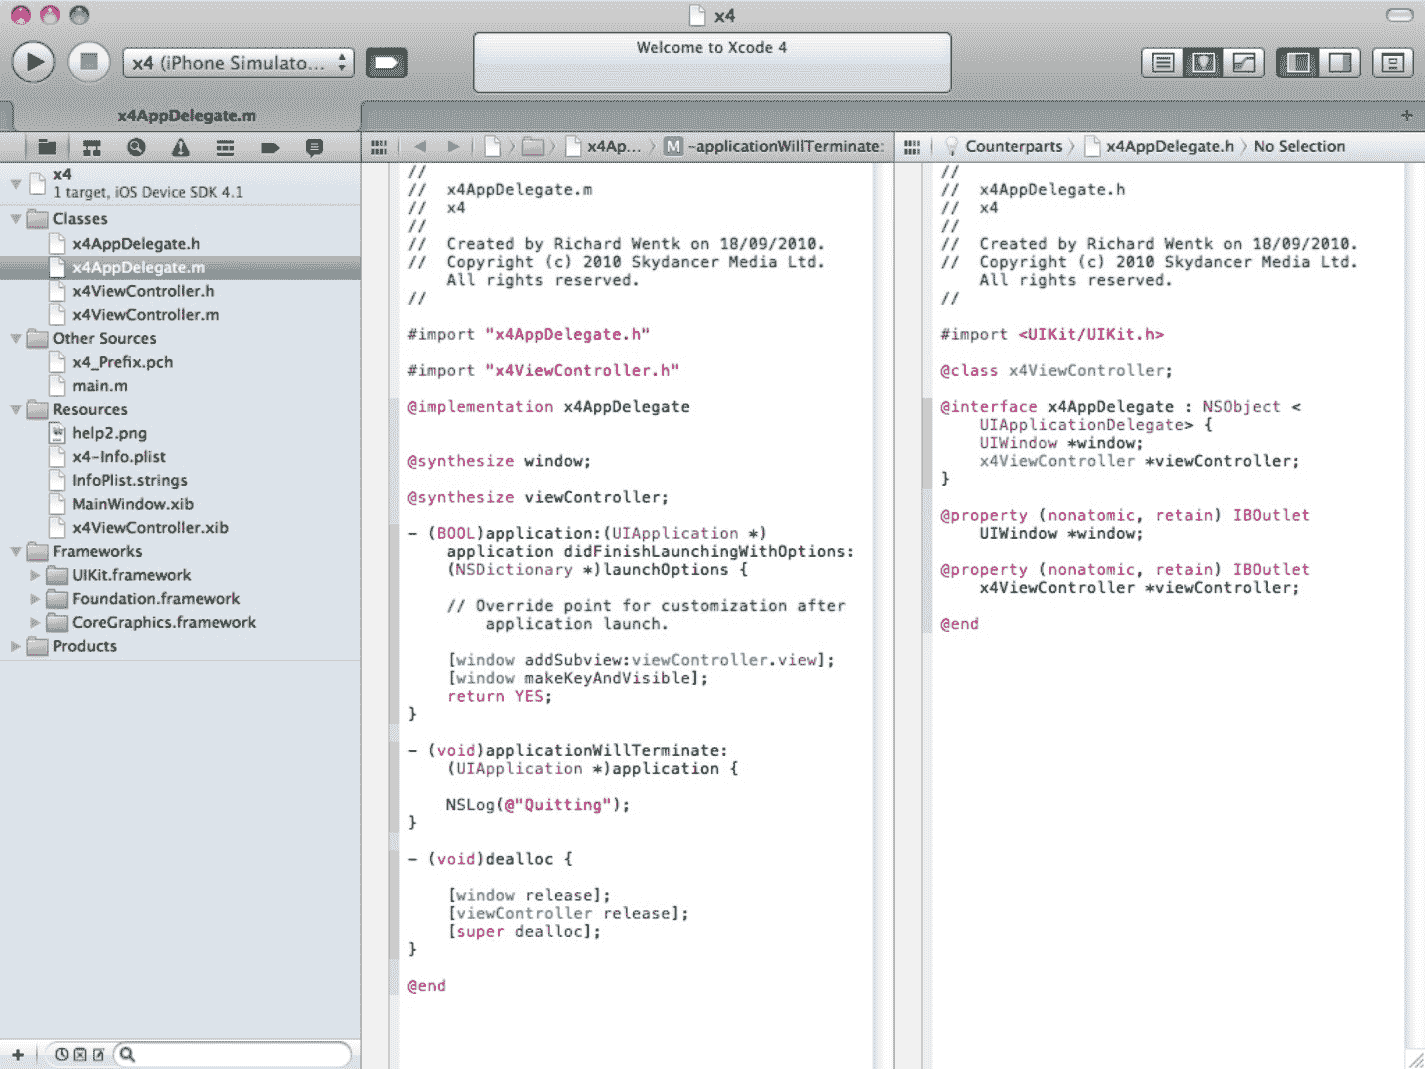 x4
x4 (iPhone Simulato...
Welcome to Xcode 4
x4AppDelegate.m
x4Ap...
M
-applicationWillTerminate:
Counterparts
x4AppDelegate.h
No Selection
x4
1 target, iOS Device SDK 4.1
Classes
x4AppDelegate.h
x4AppDelegate.m
x4ViewController.h
x4ViewController.m
Other Sources
x4_Prefix.pch
main.m
Resources
help2.png
x4-Info.plist
InfoPlist.strings
MainWindow.xib
x4ViewController.xib
Frameworks
UIKit.framework
Foundation.framework
CoreGraphics.framework
Products
//
//  x4AppDelegate.m
//  x4
//
//  Created by Richard Wentk on 18/09/2010.
//  Copyright (c) 2010 Skydancer Media Ltd.
    All rights reserved.
//
#import "x4AppDelegate.h"
#import "x4ViewController.h"
@implementation x4AppDelegate
@synthesize window;
@synthesize viewController;
- (BOOL)application:(UIApplication *)
    application didFinishLaunchingWithOptions:
    (NSDictionary *)launchOptions {
    // Override point for customization after
        application launch.
    [window addSubview:viewController.view];
    [window makeKeyAndVisible];
    return YES;
}
- (void)applicationWillTerminate:
    (UIApplication *)application {
    NSLog(@"Quitting");
}
- (void)dealloc {
    [window release];
    [viewController release];
    [super dealloc];
}
@end
//
//  x4AppDelegate.h
//  x4
//
//  Created by Richard Wentk on 18/09/2010.
//  Copyright (c) 2010 Skydancer Media Ltd.
    All rights reserved.
//
#import <UIKit/UIKit.h>
@class x4ViewController;
@interface x4AppDelegate : NSObject <
    UIApplicationDelegate> {
    UIWindow *window;
    x4ViewController *viewController;
}
@property (nonatomic, retain) IBOutlet
    UIWindow *window;
@property (nonatomic, retain) IBOutlet
    x4ViewController *viewController;
@end